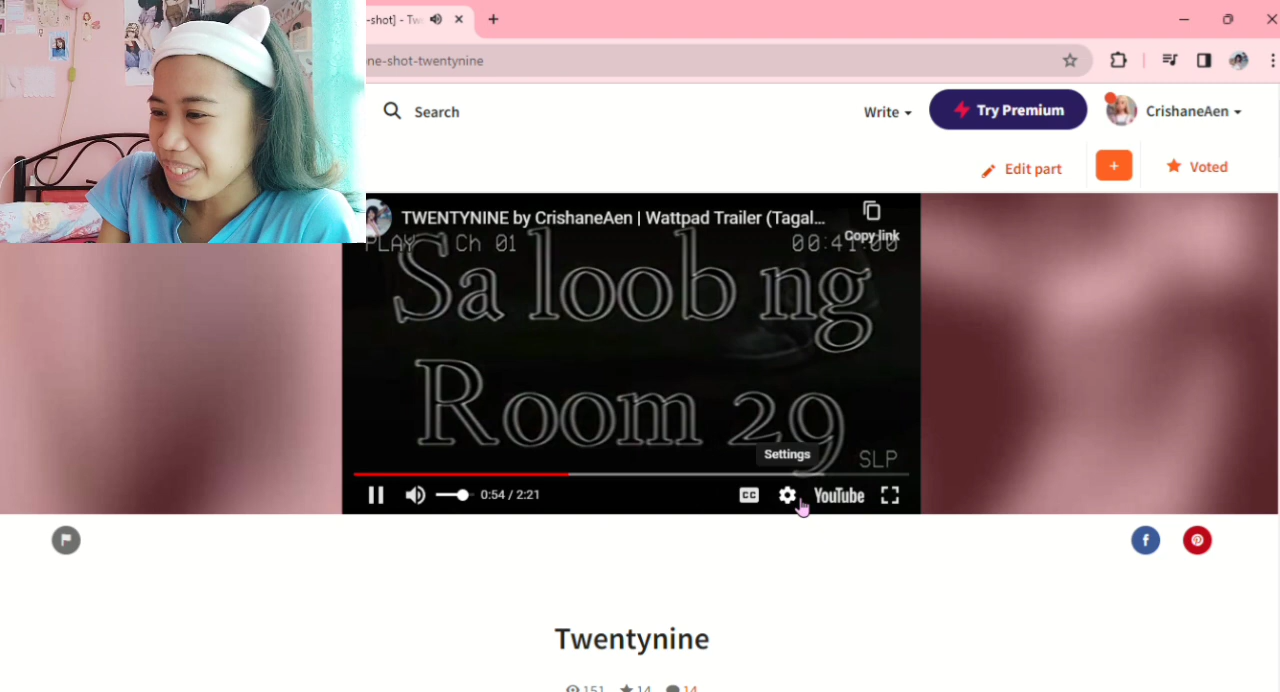 -shot] - Tw
ne-shot-twentynine
Search
Write
Try Premium
CrishaneAen
Edit part
+
Voted
TWENTYNINE by CrishaneAen | Wattpad Trailer (Tagal...
Copy link
PLAY Ch 01
00:41:00
Sa loob ng
Room 29
Settings
SLP
0:54 / 2:21
CC
YouTube
Twentynine
151 14 14